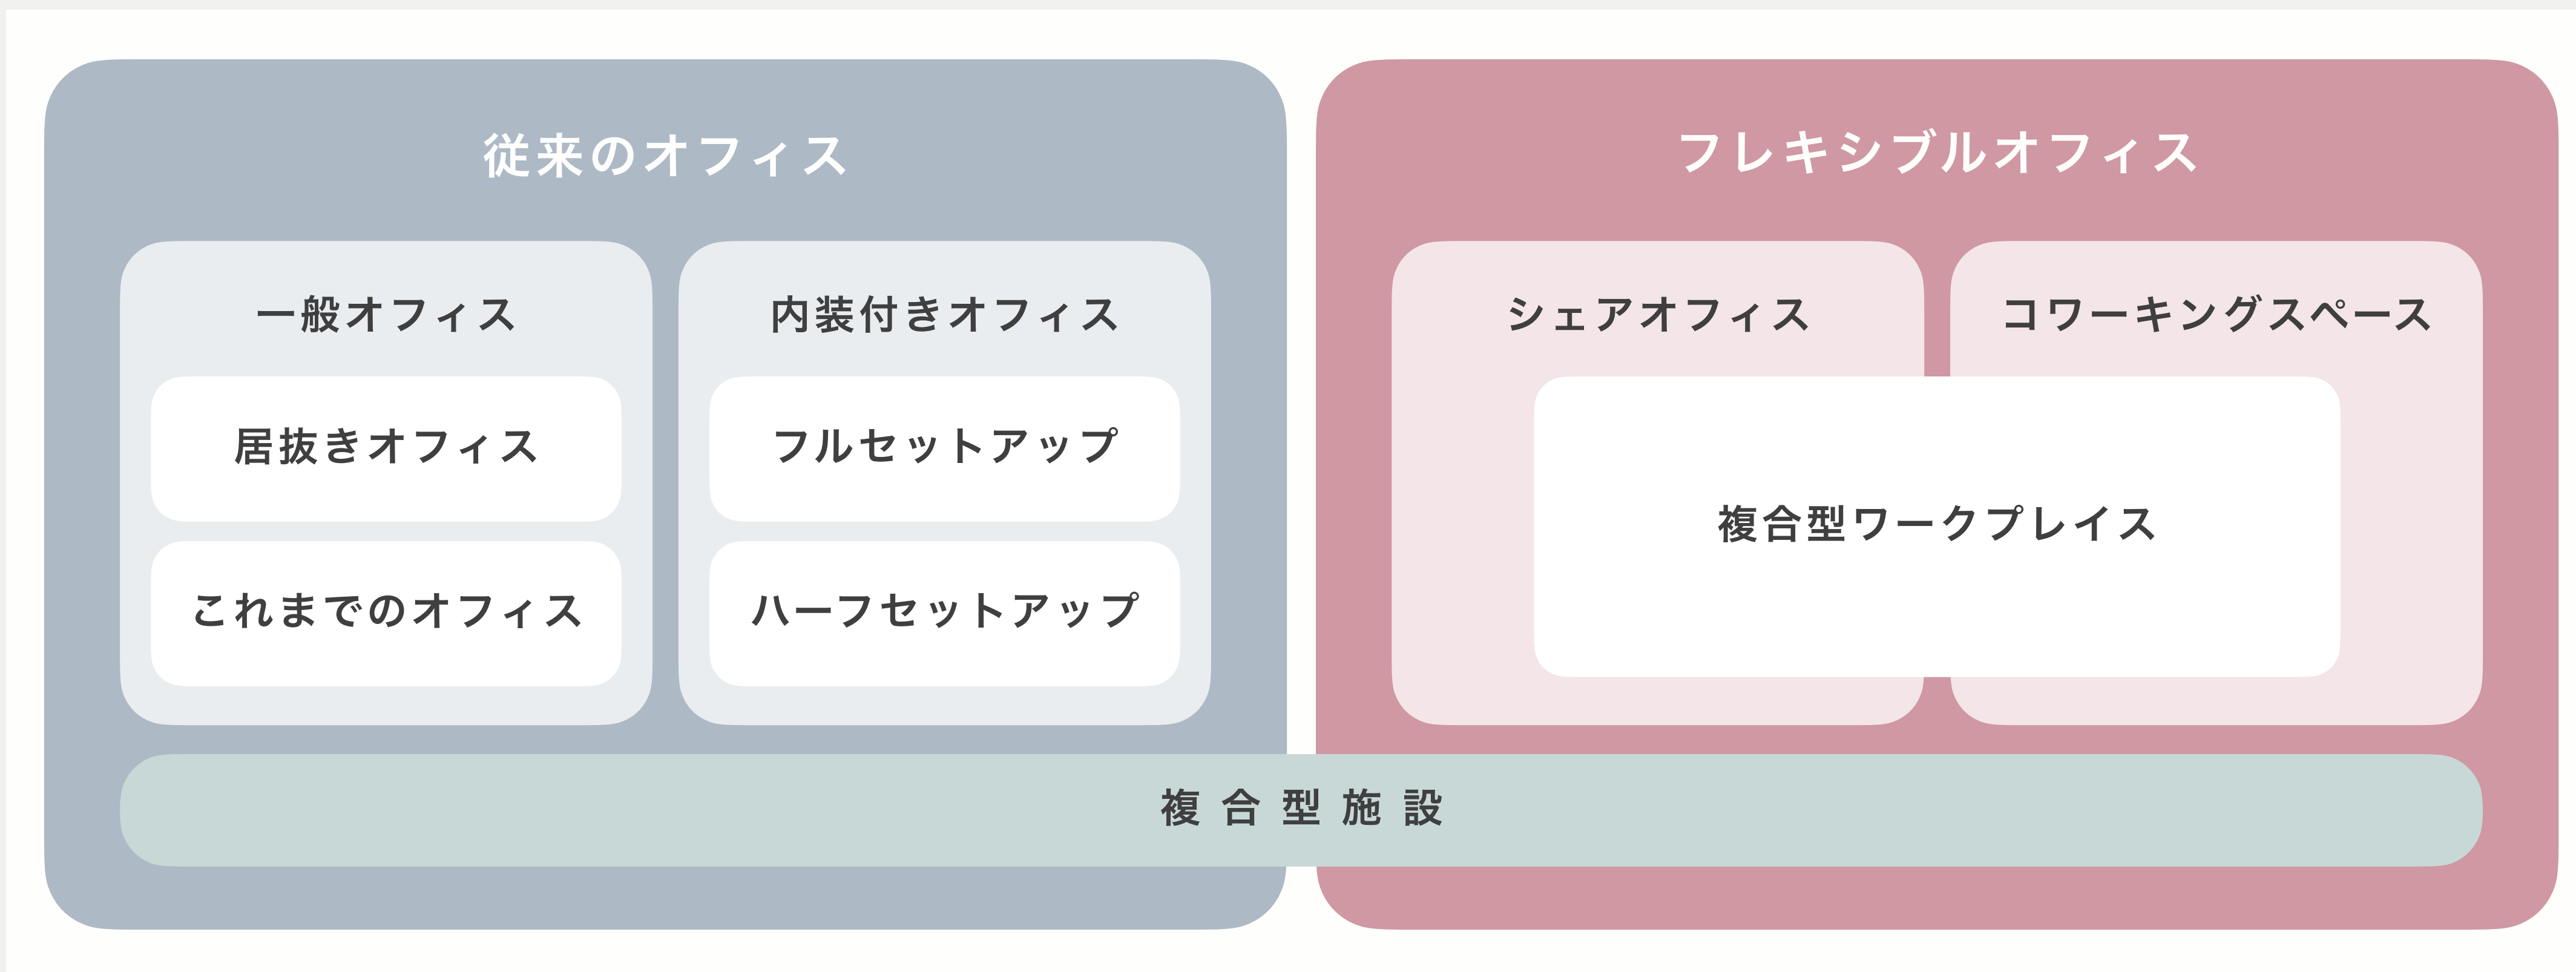 従来のオフィス
一般オフィス
居抜きオフィス
これまでのオフィス
内装付きオフィス
フルセットアップ
ハーフセットアップ
フレキシブルオフィス
シェアオフィス
コワーキングスペース
複合型ワークプレイス
複合型施設